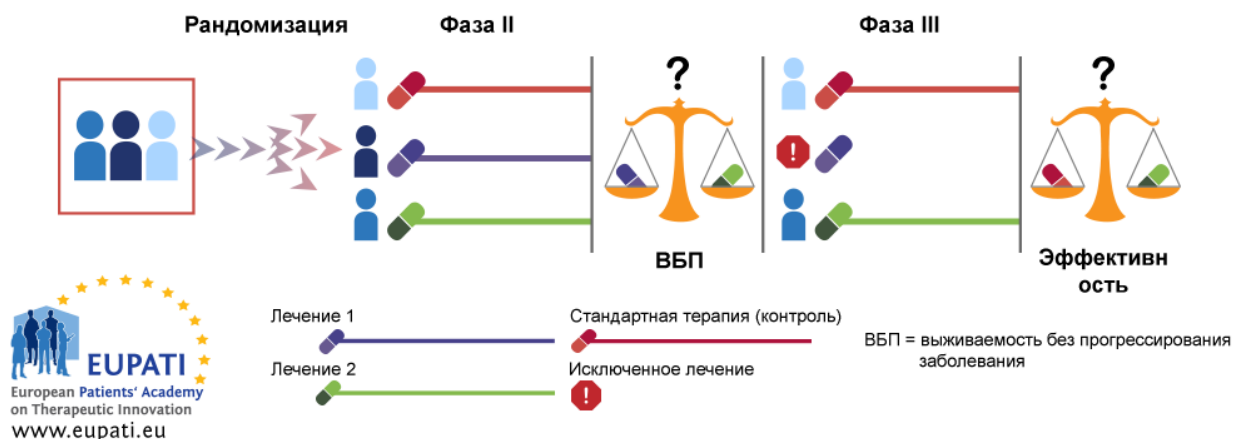 Рандомизация
Фаза II
Фаза III
?
?
!
ВБП
Эффективн
ость
Лечение 1
Стандартная терапия (контроль)
ВБП = выживаемость без прогрессирования
заболевания
Лечение 2
Исключенное лечение
!
EUPATI
European Patients' Academy
on Therapeutic Innovation
www.eupati.eu